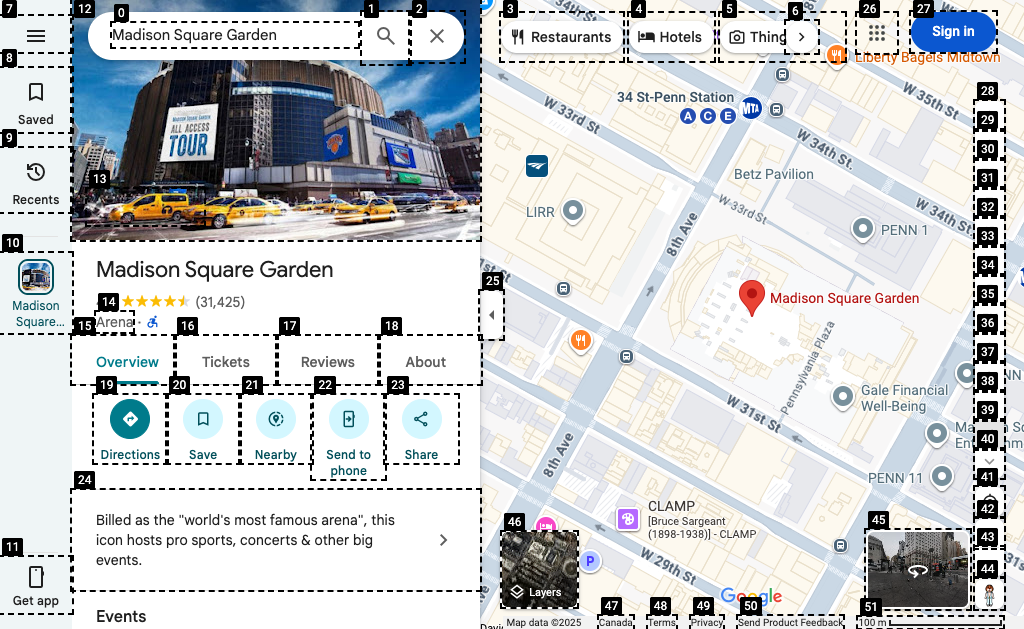 7
12
0
1
2
3
4
5
6
26
27
Madison Square Garden
Restaurants
Hotels
Thing
Sign in
Liberty Bagels Midtown
8
Saved
9
Recents
10
Madison
Square...
11
Get app
13
MADISON
SQUARE
GARDEN
ALL ACCESS
TOUR
Madison Square Garden
14
(31,425)
15
Arena
·
16
17
18
Overview
Tickets
Reviews
About
19
20
21
22
23
Directions
Save
Nearby
Send to
phone
Share
24
Billed as the "world's most famous arena", this
icon hosts pro sports, concerts & other big
events.
Events
25
34 St-Penn Station
A C E
MTA
W 33rd St
W 35th St
W 34th St.
W 34th St.
Betz Pavilion
W 33rd St
LIRR
8th Ave
PENN 1
1st St
Madison Square Garden
Pennsylvania Plaza
Gale Financial
Well-Being
W 31st St
8th Ave
PENN 11
CLAMP
[Bruce Sargeant
(1898-1938)] - CLAMP
W 29th St
P
Google
28
29
30
31
32
33
34
35
36
37
38
39
40
41
42
43
44
45
46
Layers
47
48
49
50
51
Map data ©2025
Canada
Terms
Privacy
Send Product Feedback
100 m